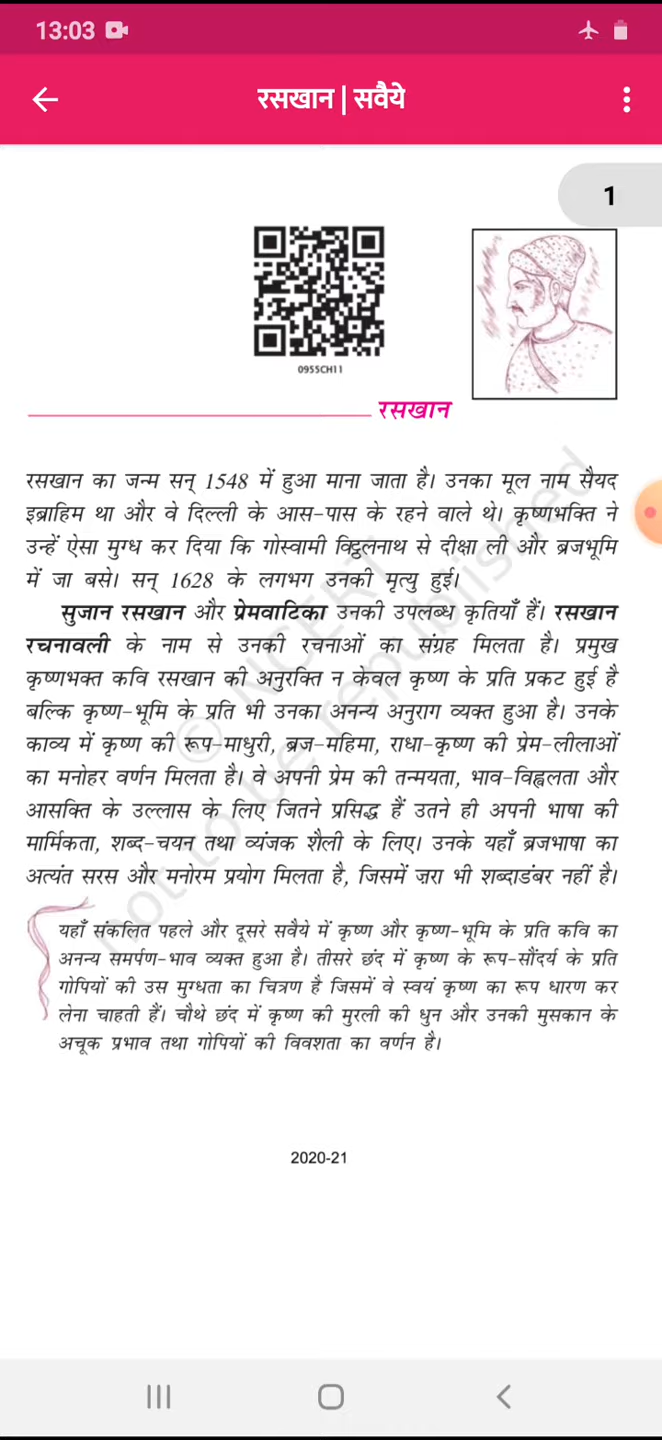 13:03
रसखान | सवैये
1
0955CH11
रसखान
रसखान का जन्म सन् 1548 में हुआ माना जाता है। उनका मूल नाम सैयद
इब्राहिम था और वे दिल्ली के आस-पास के रहने वाले थे। कृष्णभक्ति ने
उन्हें ऐसा मुग्ध कर दिया कि गोस्वामी विट्ठलनाथ से दीक्षा ली और ब्रजभूमि
में जा बसे। सन् 1628 के लगभग उनकी मृत्यु हुई।
सुजान रसखान और प्रेमवाटिका उनकी उपलब्ध कृतियाँ हैं। रसखान
रचनावली के नाम से उनकी रचनाओं का संग्रह मिलता है। प्रमुख
कृष्णभक्त कवि रसखान की अनुरक्ति न केवल कृष्ण के प्रति प्रकट हुई है
बल्कि कृष्ण-भूमि के प्रति भी उनका अनन्य अनुराग व्यक्त हुआ है। उनके
काव्य में कृष्ण की रूप-माधुरी, ब्रज-महिमा, राधा-कृष्ण की प्रेम-लीलाओं
का मनोहर वर्णन मिलता है। वे अपनी प्रेम की तन्मयता, भाव-विह्वलता और
आसक्ति के उल्लास के लिए जितने प्रसिद्ध हैं उतने ही अपनी भाषा की
मार्मिकता, शब्द-चयन तथा व्यंजक शैली के लिए। उनके यहाँ ब्रजभाषा का
अत्यंत सरस और मनोरम प्रयोग मिलता है, जिसमें ज़रा भी शब्दाडंबर नहीं है।
यहाँ संकलित पहले और दूसरे सवैये में कृष्ण और कृष्ण-भूमि के प्रति कवि का
अनन्य समर्पण-भाव व्यक्त हुआ है। तीसरे छंद में कृष्ण के रूप-सौंदर्य के प्रति
गोपियों की उस मुग्धता का चित्रण है जिसमें वे स्वयं कृष्ण का रूप धारण कर
लेना चाहती हैं। चौथे छंद में कृष्ण की मुरली की धुन और उनकी मुसकान के
अचूक प्रभाव तथा गोपियों की विवशता का वर्णन है।
© NCERT
not to be republished
2020-21